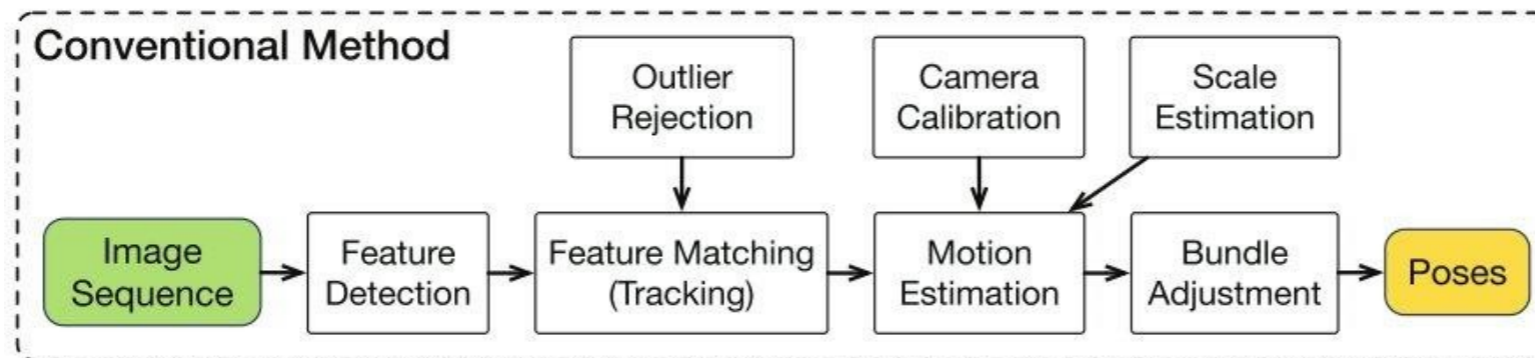 Conventional Method
Outlier
Rejection
Camera
Calibration
Scale
Estimation
Image
Sequence
Feature
Detection
Feature Matching
(Tracking)
Motion
Estimation
Bundle
Adjustment
Poses